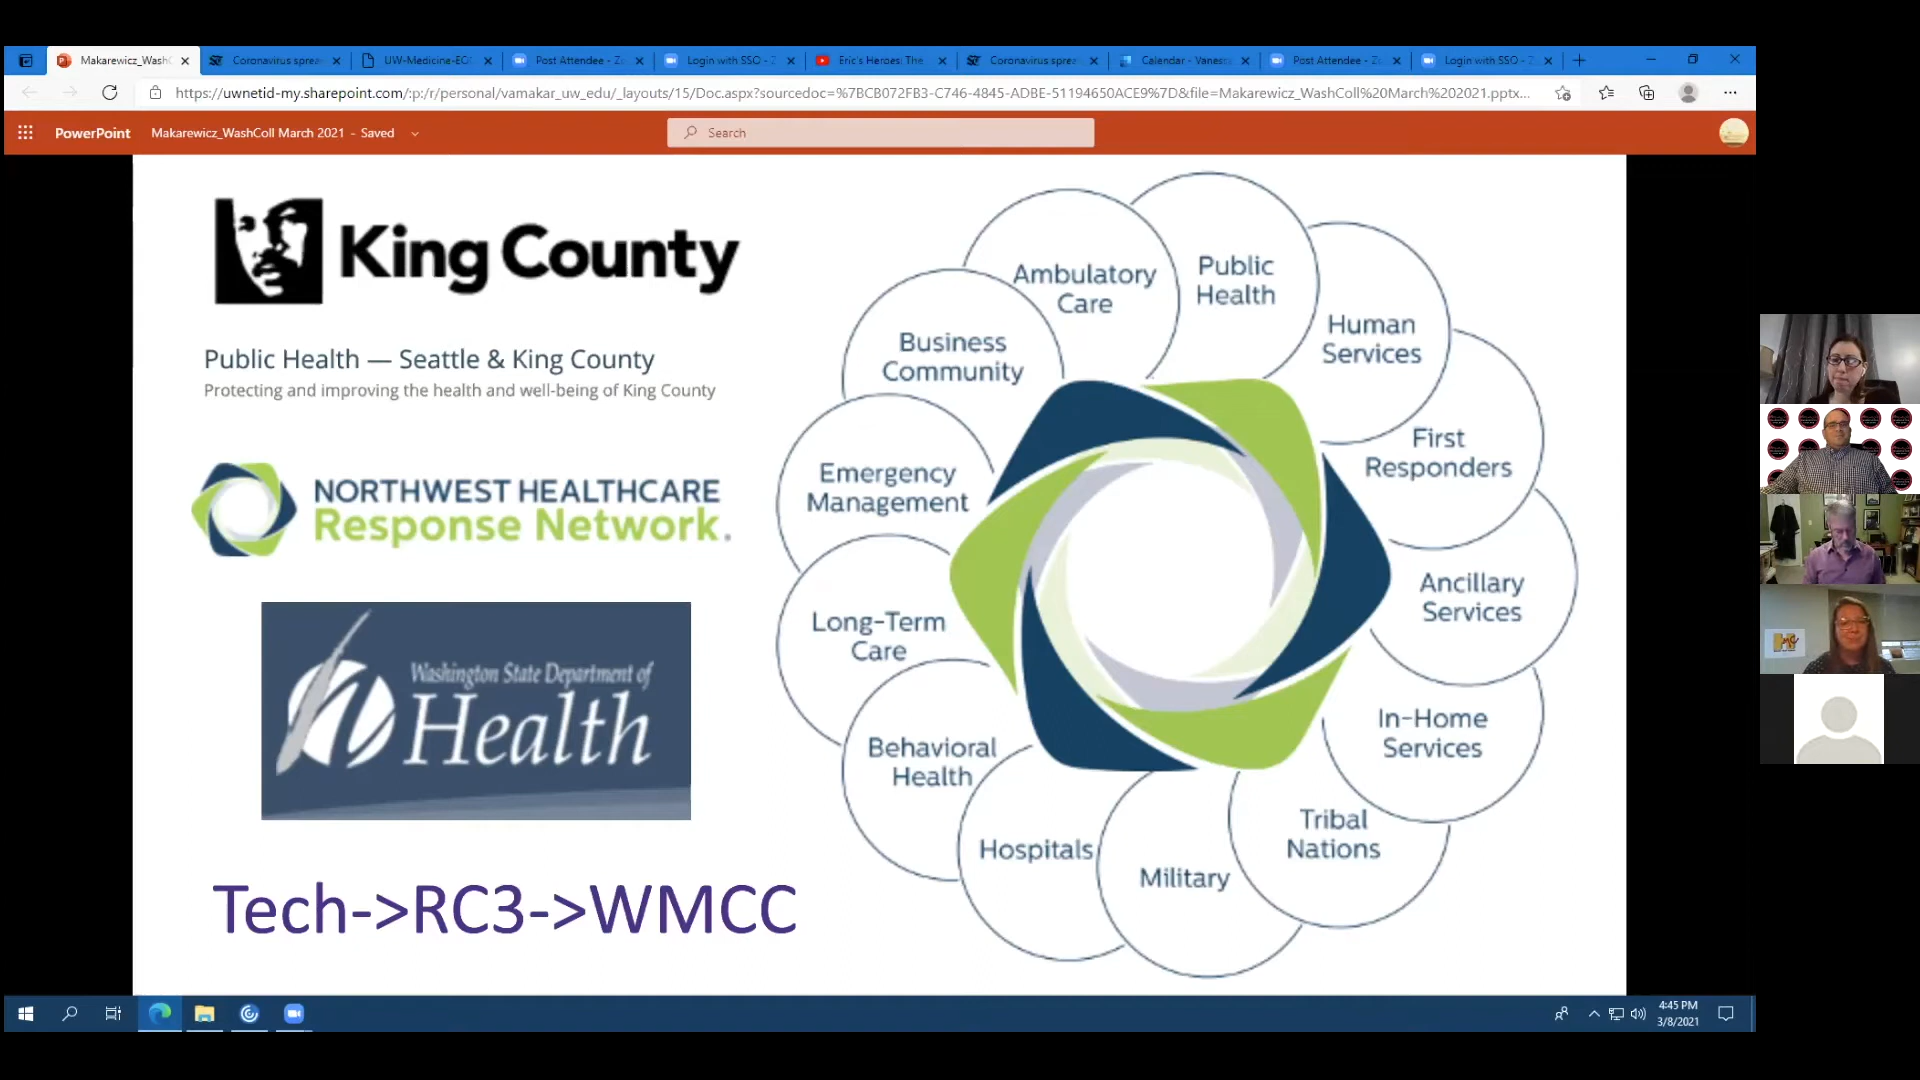 Makarewicz_WashC
Coronavirus sprea
UW-Medicine-EO
Post Attendee - Z
Login with SSO - Z
Eric's Heroes: The
Coronavirus sprea
Calendar - Vaness
Post Attendee - Z
Login with SSO - Z
https://uwnetid-my.sharepoint.com/:p:/r/personal/vamakar_uw_edu/_layouts/15/Doc.aspx?sourcedoc=%7BCB072FB3-C746-4845-ADBE-51194650ACE9%7D&file=Makarewicz_WashColl%20March%202021.pptx...
PowerPoint
Makarewicz_WashColl March 2021 - Saved
Search
King County
Public Health — Seattle & King County
Protecting and improving the health and well-being of King County
NORTHWEST HEALTHCARE
Response Network.
Washington State Department of
Health
Tech->RC3->WMCC
Ambulatory
Care
Public
Health
Human
Services
First
Responders
Ancillary
Services
In-Home
Services
Tribal
Nations
Military
Hospitals
Behavioral
Health
Long-Term
Care
Emergency
Management
Business
Community
4:45 PM
3/8/2021